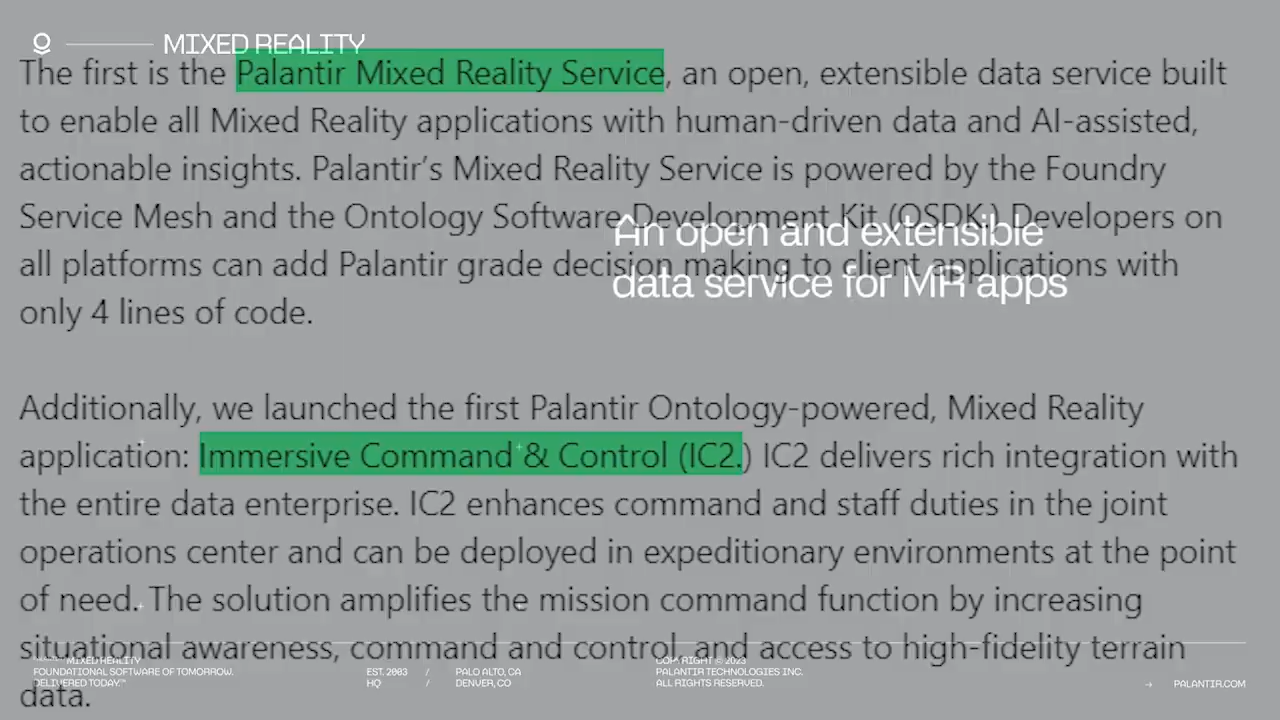 MIXED REALITY
The first is the Palantir Mixed Reality Service, an open, extensible data service built
to enable all Mixed Reality applications with human-driven data and AI-assisted,
actionable insights. Palantir’s Mixed Reality Service is powered by the Foundry
Service Mesh and the Ontology Software Development Kit (OSDK.) Developers on
all platforms can add Palantir grade decision making to client applications with
only 4 lines of code.
An open and extensible
data service for MR apps
Additionally, we launched the first Palantir Ontology-powered, Mixed Reality
application: Immersive Command & Control (IC2.) IC2 delivers rich integration with
the entire data enterprise. IC2 enhances command and staff duties in the joint
operations center and can be deployed in expeditionary environments at the point
of need. The solution amplifies the mission command function by increasing
situational awareness, command and control, and access to high-fidelity terrain
data.
MIXED REALITY
FOUNDATIONAL SOFTWARE OF TOMORROW.
DELIVERED TODAY.™
EST. 2003 / PALO ALTO, CA
HQ / DENVER, CO
COPYRIGHT © 2023
PALANTIR TECHNOLOGIES INC.
ALL RIGHTS RESERVED.
→ PALANTIR.COM